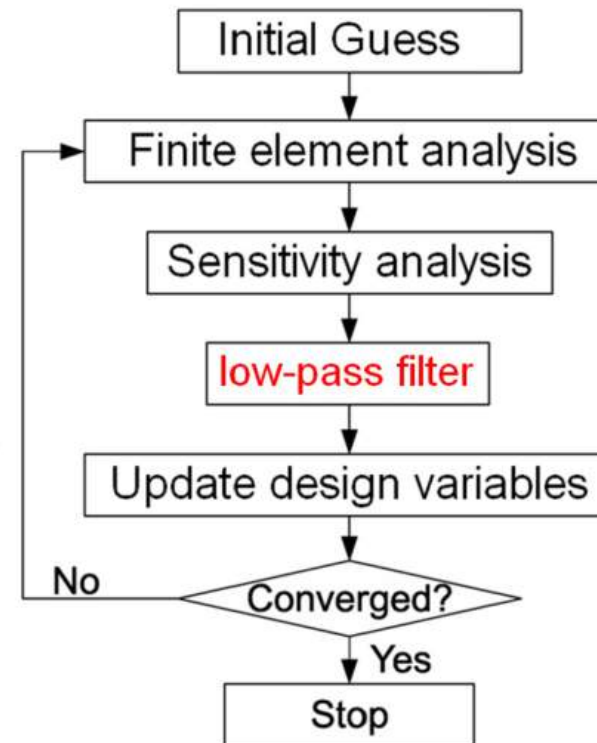 Initial Guess
Finite element analysis
Sensitivity analysis
low-pass filter
Update design variables
No
Converged?
Yes
Stop